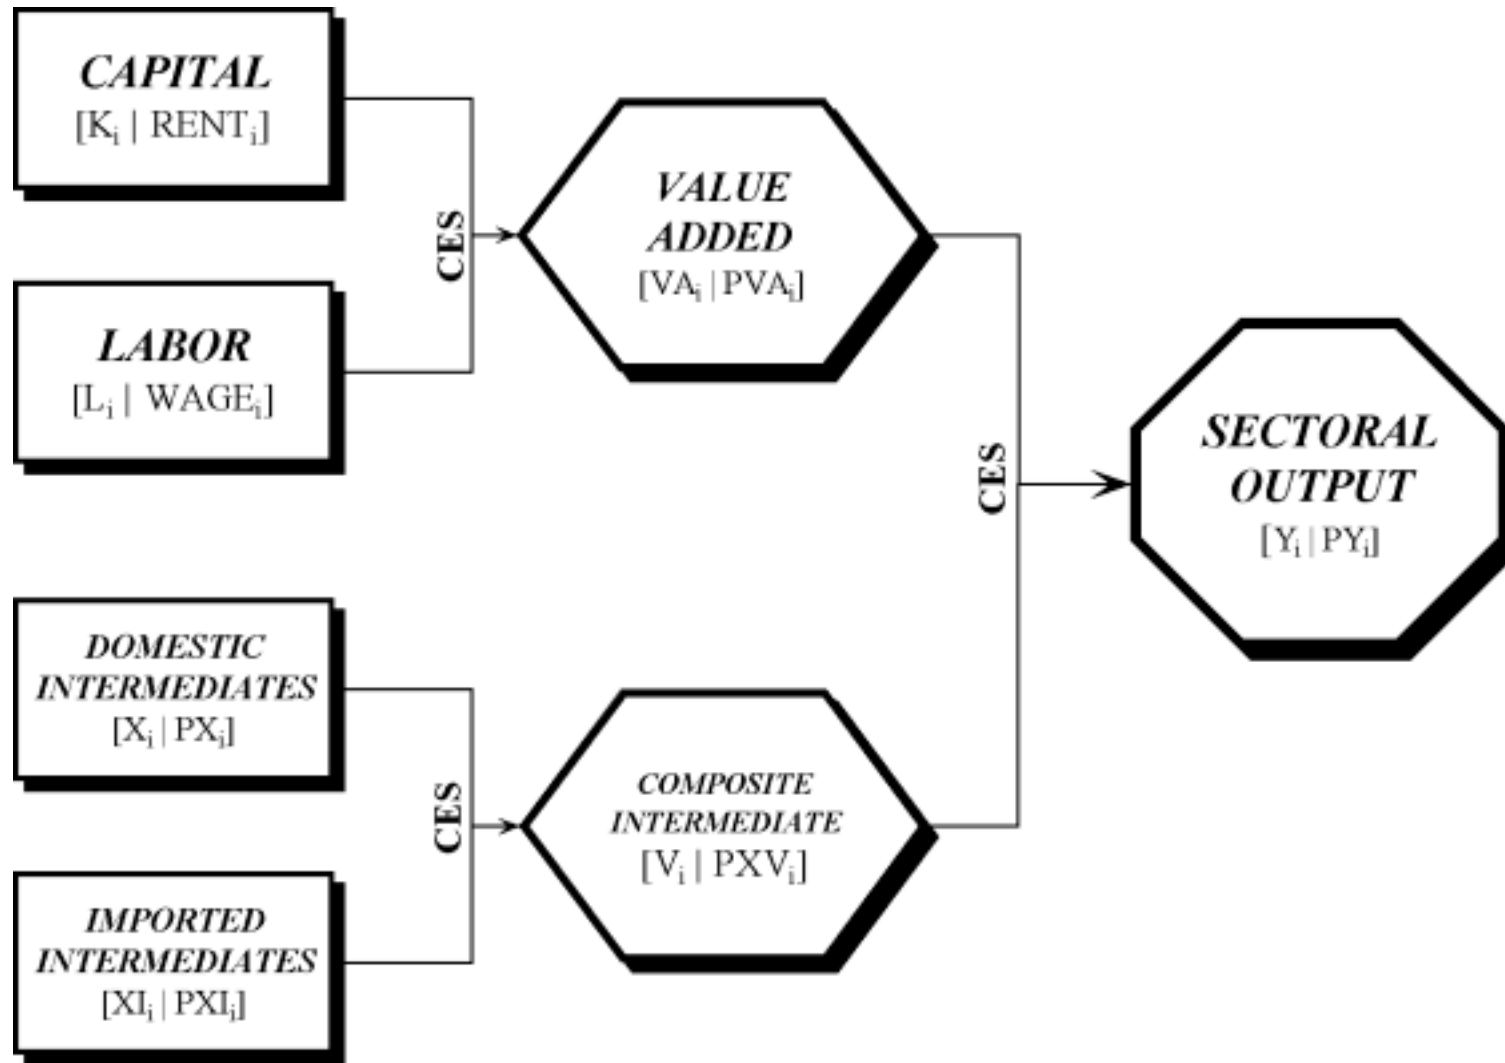 CAPITAL
[Kᵢ | RENTᵢ]
CES
LABOR
[Lᵢ | WAGEᵢ]
VALUE
ADDED
[VAᵢ | PVAᵢ]
CES
SECTORAL
OUTPUT
[Yᵢ | PYᵢ]
DOMESTIC
INTERMEDIATES
[Xᵢ | PXᵢ]
CES
IMPORTED
INTERMEDIATES
[XIᵢ | PXIᵢ]
COMPOSITE
INTERMEDIATE
[Vᵢ | PXVᵢ]